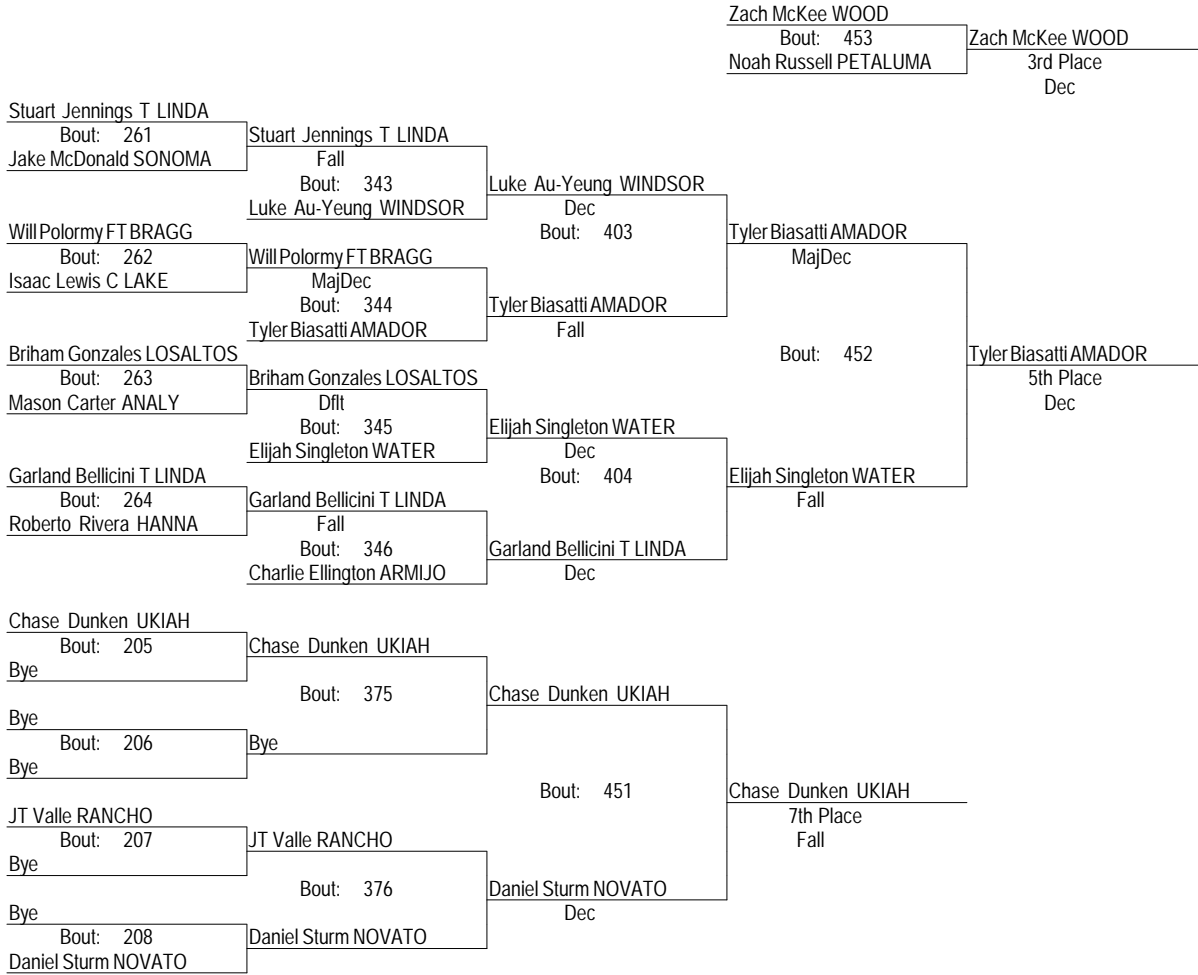 Zach McKee WOOD
Bout: 453 Zach McKee WOOD
Noah Russell PETALUMA 3rd Place
Dec
Stuart Jennings T LINDA
Bout: 261 Stuart Jennings T LINDA
Jake McDonald SONOMA Fall
Bout: 343 Luke Au-Yeung WINDSOR
Luke Au-Yeung WINDSOR Dec
Will Polormy FT BRAGG Bout: 403 Tyler Biasatti AMADOR
Bout: 262 Will Polormy FT BRAGG MajDec
Isaac Lewis C LAKE MajDec
Bout: 344 Tyler Biasatti AMADOR
Tyler Biasatti AMADOR Fall
Briham Gonzales LOSALTOS Bout: 452 Tyler Biasatti AMADOR
Bout: 263 Briham Gonzales LOSALTOS 5th Place
Mason Carter ANALY Dflt Dec
Bout: 345 Elijah Singleton WATER
Elijah Singleton WATER Dec
Garland Bellicini T LINDA Bout: 404 Elijah Singleton WATER
Bout: 264 Garland Bellicini T LINDA Fall
Roberto Rivera HANNA Fall
Bout: 346 Garland Bellicini T LINDA
Charlie Ellington ARMIJO Dec
Chase Dunken UKIAH
Bout: 205 Chase Dunken UKIAH
Bye
Bout: 375 Chase Dunken UKIAH
Bye
Bout: 206 Bye
Bye
Bout: 451 Chase Dunken UKIAH
JT Valle RANCHO 7th Place
Bout: 207 JT Valle RANCHO Fall
Bye
Bout: 376 Daniel Sturm NOVATO
Bye Dec
Bout: 208 Daniel Sturm NOVATO
Daniel Sturm NOVATO